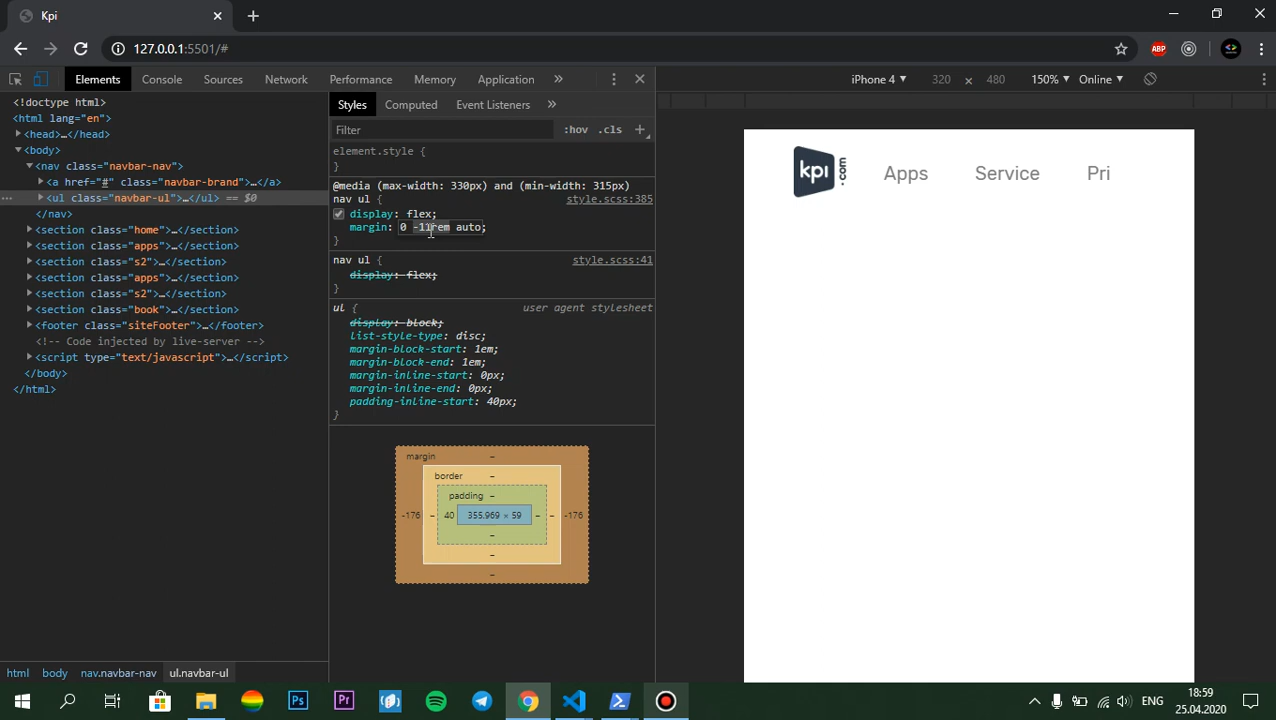 Kpi
127.0.0.1:5501/#
ABP
Elements Console Sources Network Performance Memory Application »
iPhone 4 ▾ 320 × 480 150% ▾ Online ▾
<!doctype html>
<html lang="en">
<head>…</head>
<body>
<nav class="navbar-nav">
<a href="#" class="navbar-brand">…</a>
<ul class="navbar-ul">…</ul> == $0
</nav>
<section class="home">…</section>
<section class="apps">…</section>
<section class="s2">…</section>
<section class="apps">…</section>
<section class="s2">…</section>
<section class="book">…</section>
<footer class="siteFooter">…</footer>
<!-- Code injected by live-server -->
<script type="text/javascript">…</script>
</body>
</html>
Styles Computed Event Listeners »
Filter :hov .cls +
element.style {
}
@media (max-width: 330px) and (min-width: 315px)
nav ul { style.scss:385
display: flex;
margin: 0 -11rem auto;
}
nav ul { style.scss:41
display: flex;
}
ul { user agent stylesheet
display: block;
list-style-type: disc;
margin-block-start: 1em;
margin-block-end: 1em;
margin-inline-start: 0px;
margin-inline-end: 0px;
padding-inline-start: 40px;
}
margin –
border –
padding –
-176 – 40 355.969 × 59 – – -176
–
–
–
kpi .com Apps Service Pri
html body nav.navbar-nav ul.navbar-ul
Ps Pr
ENG
18:59
25.04.2020